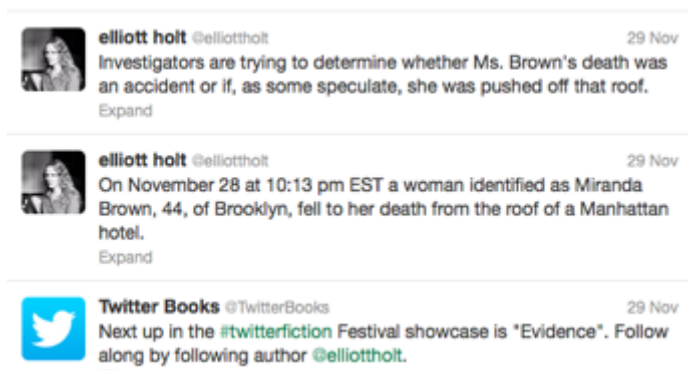 elliott holt @elliottholt 29 Nov
Investigators are trying to determine whether Ms. Brown's death was
an accident or if, as some speculate, she was pushed off that roof.
Expand
elliott holt @elliottholt 29 Nov
On November 28 at 10:13 pm EST a woman identified as Miranda
Brown, 44, of Brooklyn, fell to her death from the roof of a Manhattan
hotel.
Expand
Twitter Books @TwitterBooks 29 Nov
Next up in the #twitterfiction Festival showcase is "Evidence". Follow
along by following author @elliottholt.